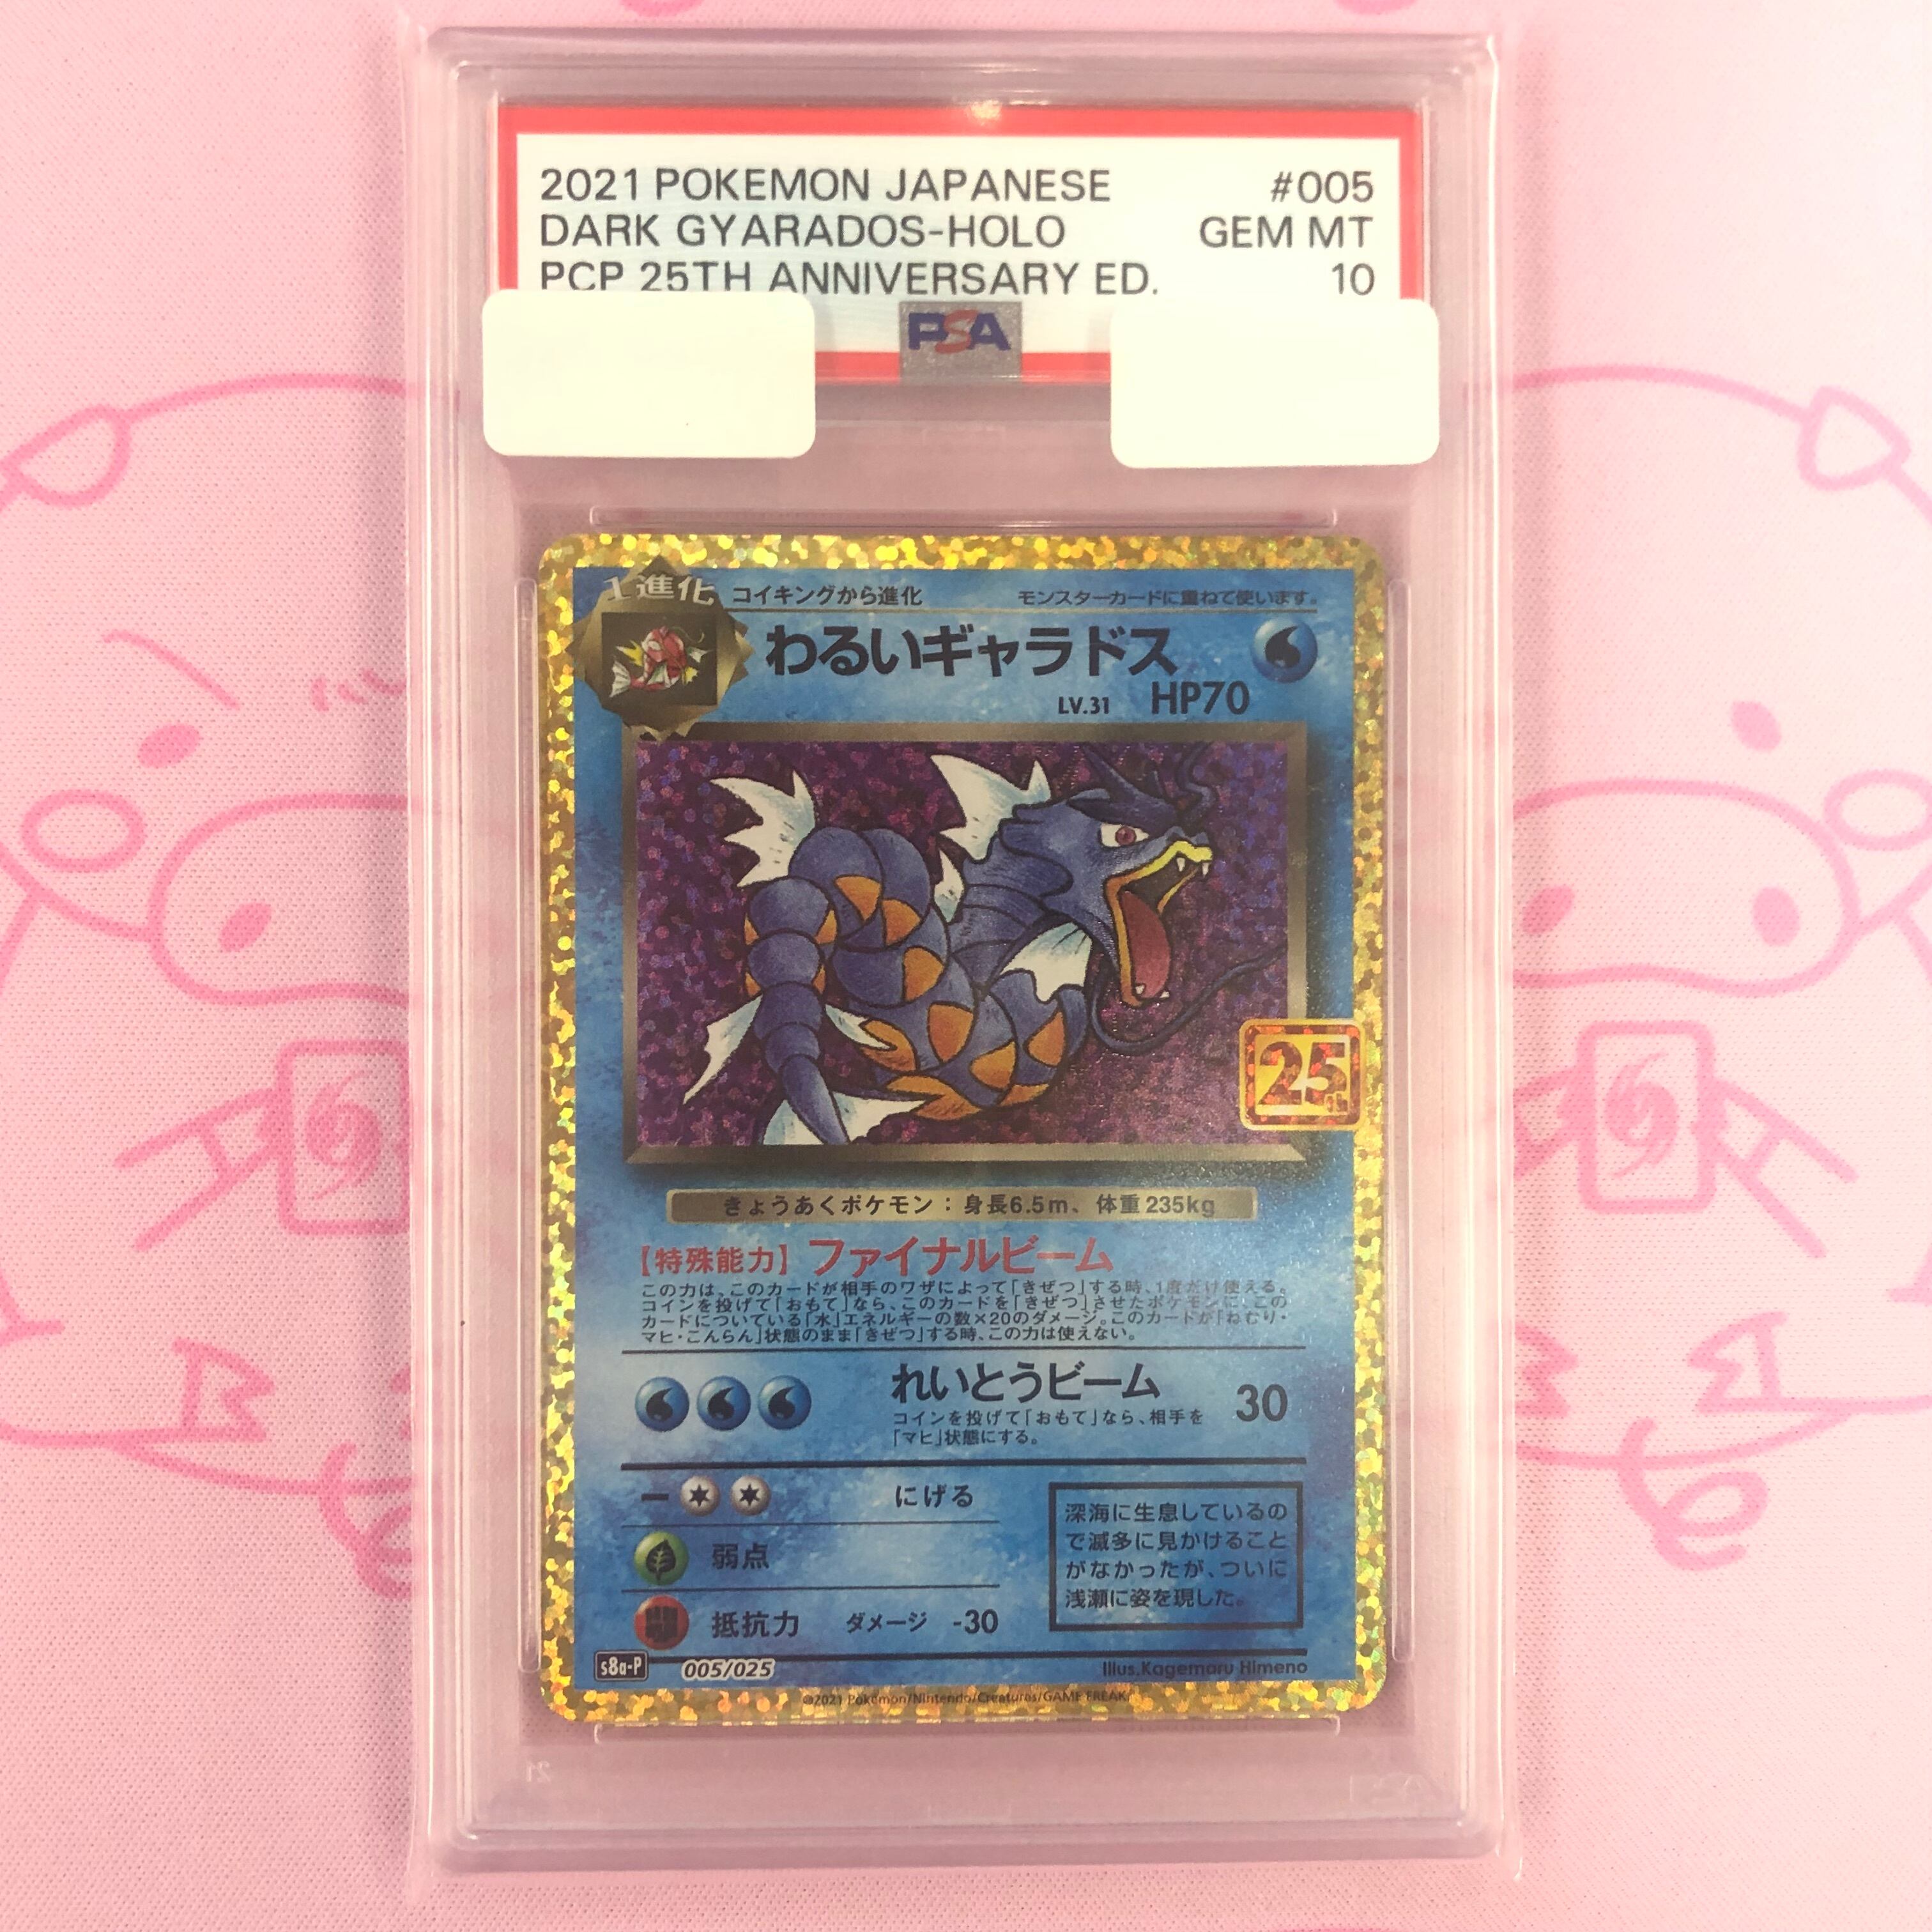 2021 POKEMON JAPANESE #005
DARK GYARADOS-HOLO GEM MT
PCP 25TH ANNIVERSARY ED. 10
PSA
1進化 コイキングから進化 モンスターカードに重ねて使います。
わるいギャラドス
LV.31 HP70
25th
きょうあくポケモン：身長6.5m、体重235kg
【特殊能力】ファイナルビーム
この力は、このカードが相手のワザによって「きぜつ」する時、1度だけ使える。
コインを投げて「おもて」なら、このカードを「きぜつ」させたポケモンに、この
カードについている「水」エネルギーの数×20のダメージ。このカードが「ねむり・
マヒ・こんらん」状態のまま「きぜつ」する時、この力は使えない。
れいとうビーム 30
コインを投げて「おもて」なら、相手を
「マヒ」状態にする。
にげる
弱点
抵抗力 ダメージ -30
深海に生息しているの
で滅多に見かけること
がなかったが、ついに
浅瀬に姿を現した。
s8a-P 005/025 Illus.Kagemaru Himeno
©2021 Pokémon/Nintendo/Creatures/GAME FREAK.